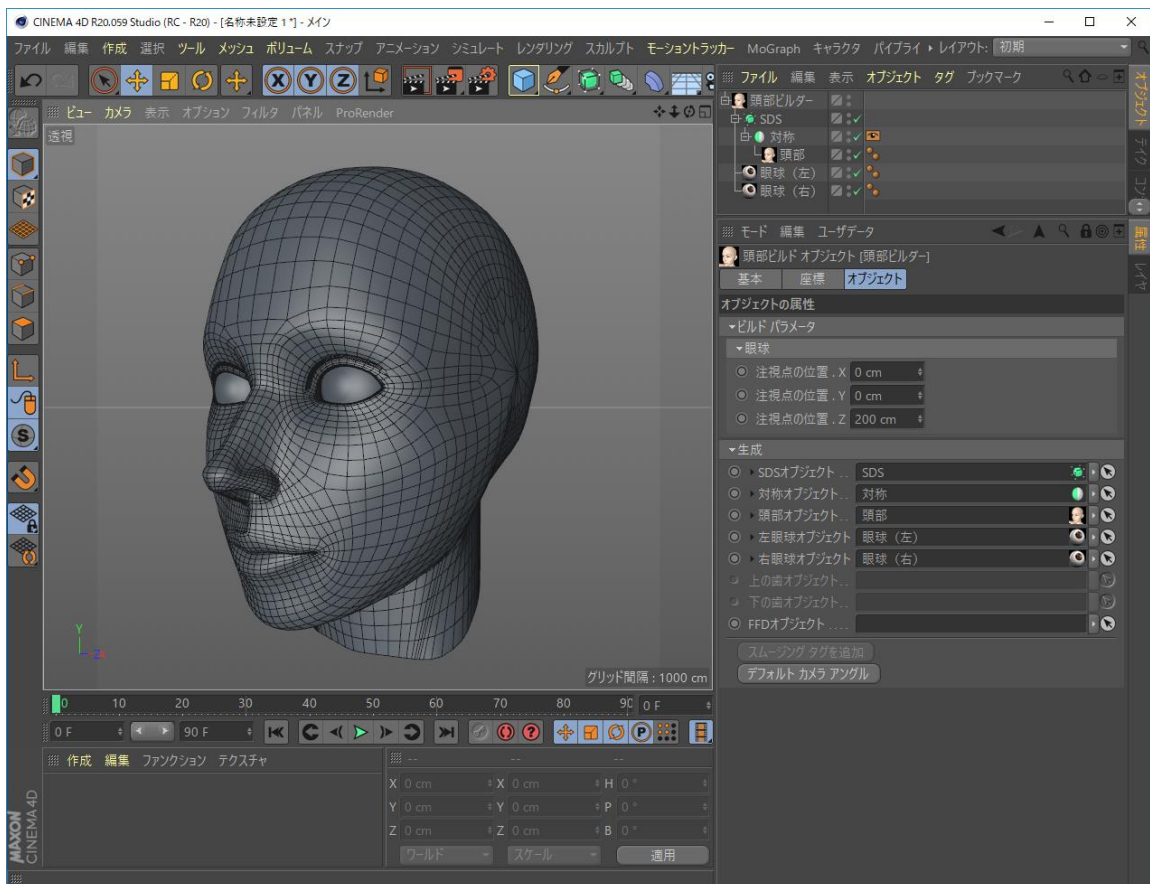 CINEMA 4D R20.059 Studio (RC - R20) - [名称未設定 1 *] - メイン
ファイル 編集 作成 選択 ツール メッシュ ボリューム スナップ アニメーション シミュレート レンダリング スカルプト モーショントラッカー MoGraph キャラクタ パイプライ レイアウト: 初期
X Y Z
ビュー カメラ 表示 オプション フィルタ パネル ProRender
透視
Y
Z
グリッド間隔 : 1000 cm
S
0 10 20 30 40 50 60 70 80 90 0 F
0 F 90 F
P
作成 編集 ファンクション テクスチャ
-- -- --
X 0 cm X 0 cm H 0 °
Y 0 cm Y 0 cm P 0 °
Z 0 cm Z 0 cm B 0 °
ワールド スケール 適用
MAXON
CINEMA 4D
ファイル 編集 表示 オブジェクト タグ ブックマーク
頭部ビルダー
SDS
対称
頭部
眼球 (左)
眼球 (右)
オブジェクト
テイク
コン
モード 編集 ユーザデータ
頭部ビルド オブジェクト [頭部ビルダー]
基本 座標 オブジェクト
オブジェクトの属性
ビルド パラメータ
眼球
注視点の位置 . X 0 cm
注視点の位置 . Y 0 cm
注視点の位置 . Z 200 cm
生成
SDSオブジェクト . . SDS
対称オブジェクト . . 対称
頭部オブジェクト . . 頭部
左眼球オブジェクト 眼球 (左)
右眼球オブジェクト 眼球 (右)
上の歯オブジェクト . .
下の歯オブジェクト . .
FFDオブジェクト . . . .
スムージング タグを追加
デフォルト カメラ アングル
属性
レイヤ